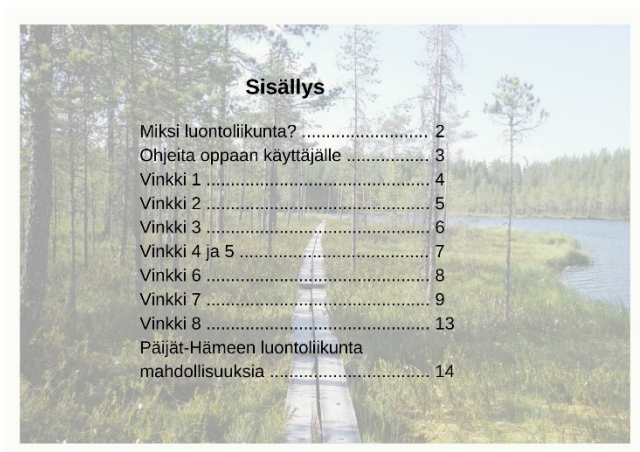 Sisällys
Miksi luontoliikunta? ........................... 2
Ohjeita oppaan käyttäjälle ................. 3
Vinkki 1 ............................................... 4
Vinkki 2 ............................................... 5
Vinkki 3 ............................................... 6
Vinkki 4 ja 5 ........................................ 7
Vinkki 6 ............................................... 8
Vinkki 7 ............................................... 9
Vinkki 8 ............................................... 13
Päijät-Hämeen luontoliikunta
mahdollisuuksia .................................. 14